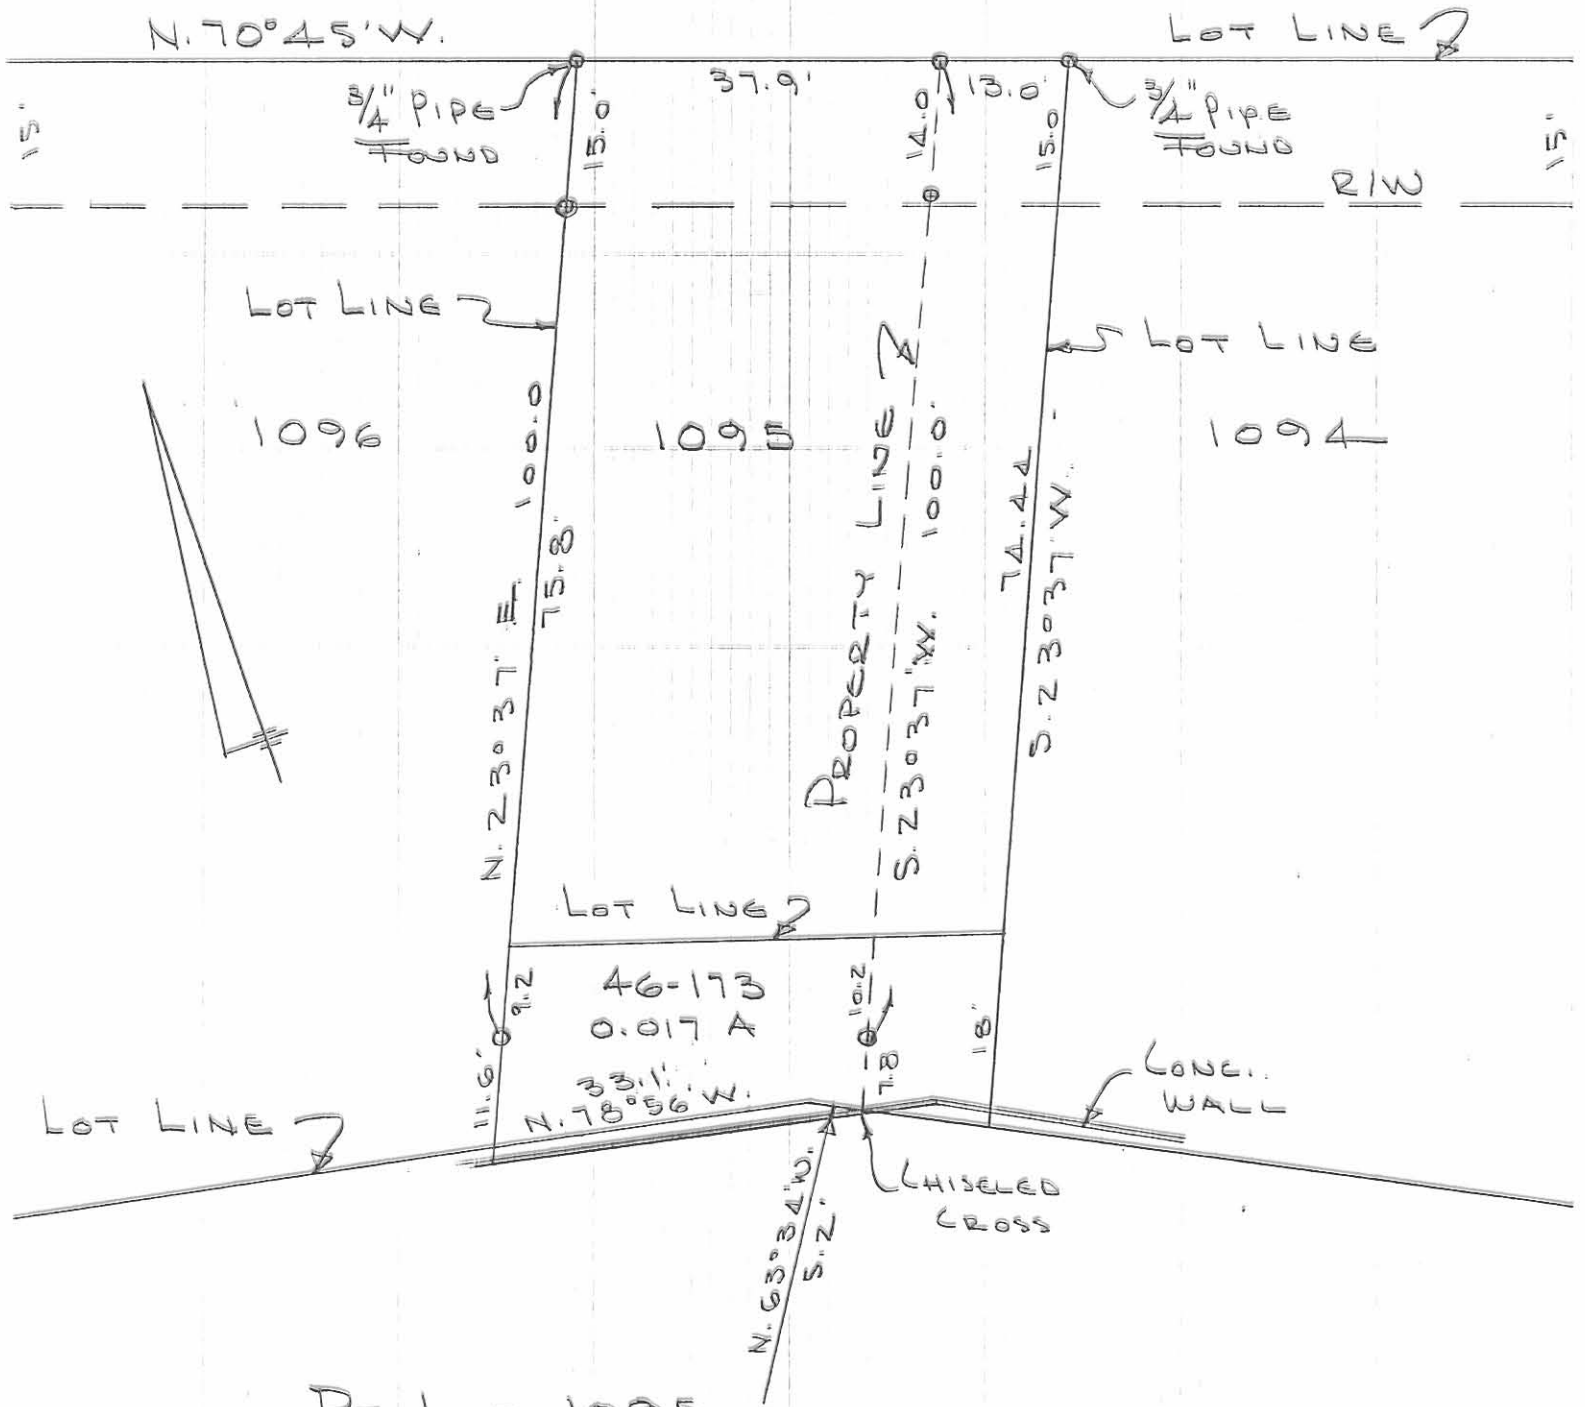 N.70°45'W.
LOT LINE
37.9'
13.0'
3/4" PIPE
FOUND
3/4" PIPE
FOUND
15'
15.0'
14.0
15.0
15'
R/W
LOT LINE
LOT LINE
1096
1095
1094
N.23°37' E. 100.0
75.8'
PROPERTY LINE
S.23°37'W. 100.0'
74.44
S.23°37'W.
LOT LINE
9.2
46-173
0.017 A
10.2
11.6'
33.1'
N.78°56'W.
7.8
18'
CONC.
WALL
LOT LINE
CHISELED
CROSS
N.63°34'W.
5.2'